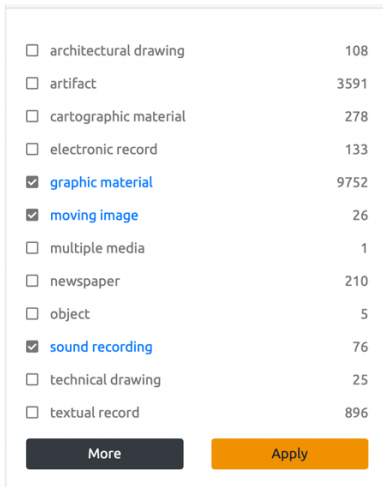 architectural drawing 108
artifact 3591
cartographic material 278
electronic record 133
graphic material 9752
moving image 26
multiple media 1
newspaper 210
object 5
sound recording 76
technical drawing 25
textual record 896
More Apply